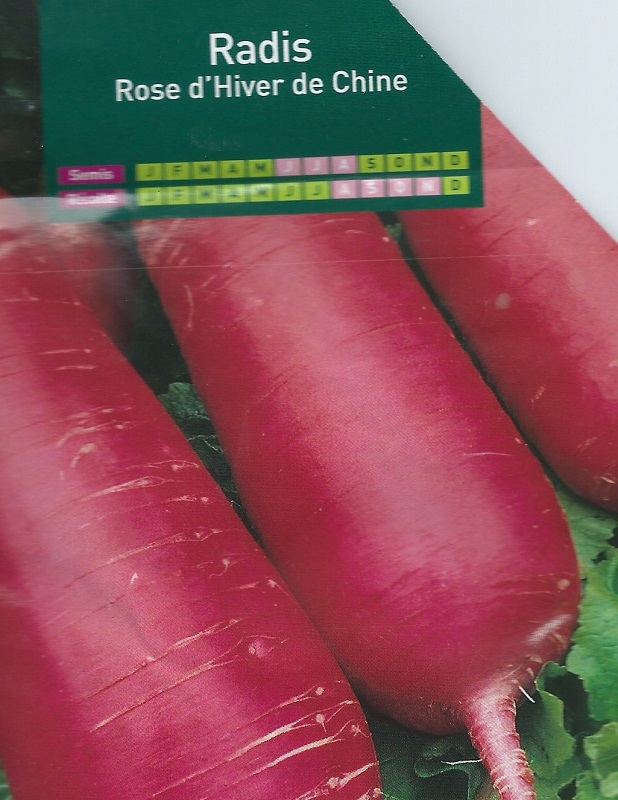 Radis
Rose d'Hiver de Chine
Semis J F M A M J J A S O N D
Récolte J F M A M J J A S O N D